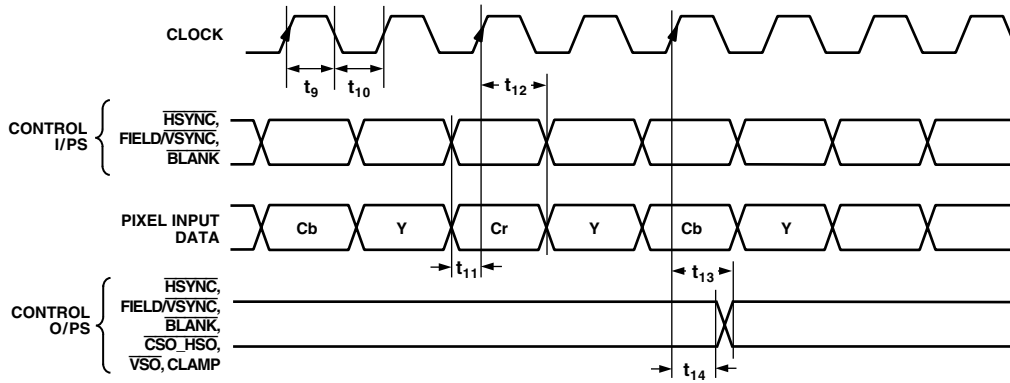 CLOCK
t9
t10
t12
CONTROL
I/PS
HSYNC,
FIELD/VSYNC,
BLANK
PIXEL INPUT
DATA
Cb
Y
Cr
Y
Cb
Y
t11
t13
CONTROL
O/PS
HSYNC,
FIELD/VSYNC,
BLANK,
CSO_HSO,
VSO, CLAMP
t14